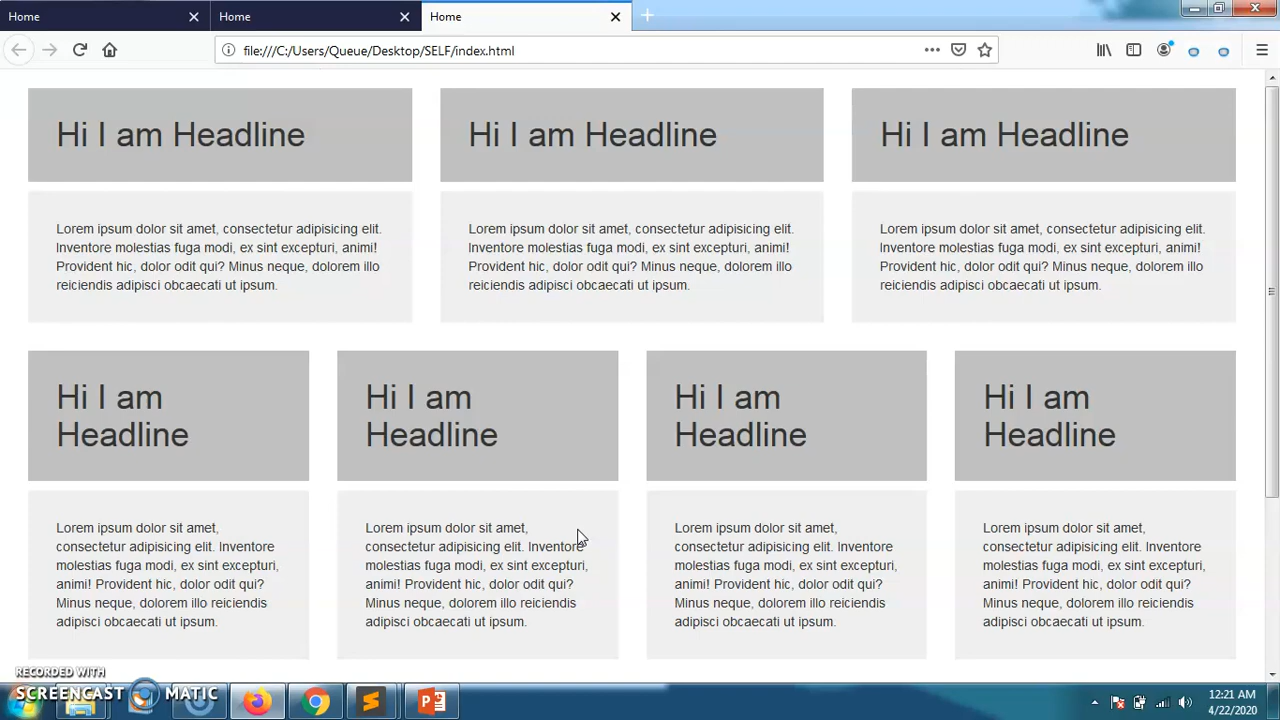 Home
Home
Home
file:///C:/Users/Queue/Desktop/SELF/index.html
Hi I am Headline
Lorem ipsum dolor sit amet, consectetur adipisicing elit.
Inventore molestias fuga modi, ex sint excepturi, animi!
Provident hic, dolor odit qui? Minus neque, dolorem illo
reiciendis adipisci obcaecati ut ipsum.
Hi I am Headline
Lorem ipsum dolor sit amet, consectetur adipisicing elit.
Inventore molestias fuga modi, ex sint excepturi, animi!
Provident hic, dolor odit qui? Minus neque, dolorem illo
reiciendis adipisci obcaecati ut ipsum.
Hi I am Headline
Lorem ipsum dolor sit amet, consectetur adipisicing elit.
Inventore molestias fuga modi, ex sint excepturi, animi!
Provident hic, dolor odit qui? Minus neque, dolorem illo
reiciendis adipisci obcaecati ut ipsum.
Hi I am
Headline
Lorem ipsum dolor sit amet,
consectetur adipisicing elit. Inventore
molestias fuga modi, ex sint excepturi,
animi! Provident hic, dolor odit qui?
Minus neque, dolorem illo reiciendis
adipisci obcaecati ut ipsum.
Hi I am
Headline
Lorem ipsum dolor sit amet,
consectetur adipisicing elit. Inventore
molestias fuga modi, ex sint excepturi,
animi! Provident hic, dolor odit qui?
Minus neque, dolorem illo reiciendis
adipisci obcaecati ut ipsum.
Hi I am
Headline
Lorem ipsum dolor sit amet,
consectetur adipisicing elit. Inventore
molestias fuga modi, ex sint excepturi,
animi! Provident hic, dolor odit qui?
Minus neque, dolorem illo reiciendis
adipisci obcaecati ut ipsum.
Hi I am
Headline
Lorem ipsum dolor sit amet,
consectetur adipisicing elit. Inventore
molestias fuga modi, ex sint excepturi,
animi! Provident hic, dolor odit qui?
Minus neque, dolorem illo reiciendis
adipisci obcaecati ut ipsum.
RECORDED WITH
SCREENCAST MATIC
12:21 AM
4/22/2020